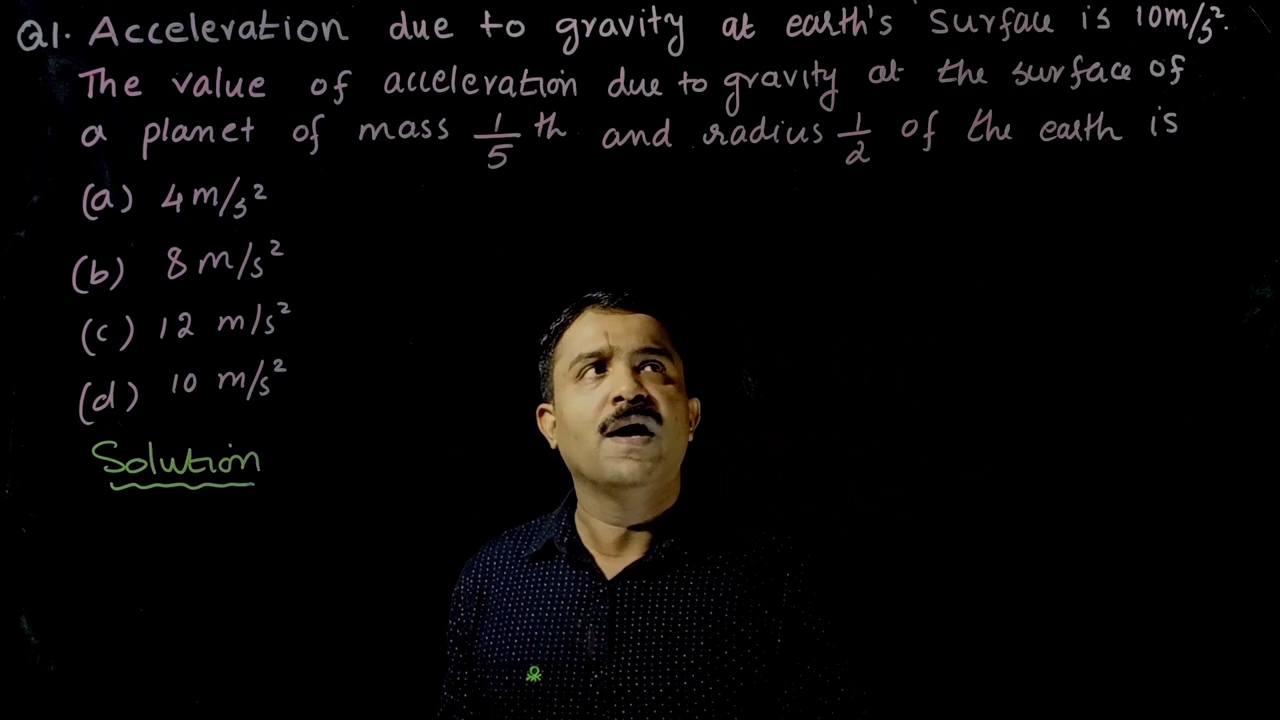 Q1. Acceleration due to gravity at earth's surface is 10m/s².
The value of acceleration due to gravity at the surface of
a planet of mass 1/5 th and radius 1/2 of the earth is
(a) 4m/s²
(b) 8 m/s²
(c) 12 m/s²
(d) 10 m/s²
Solution